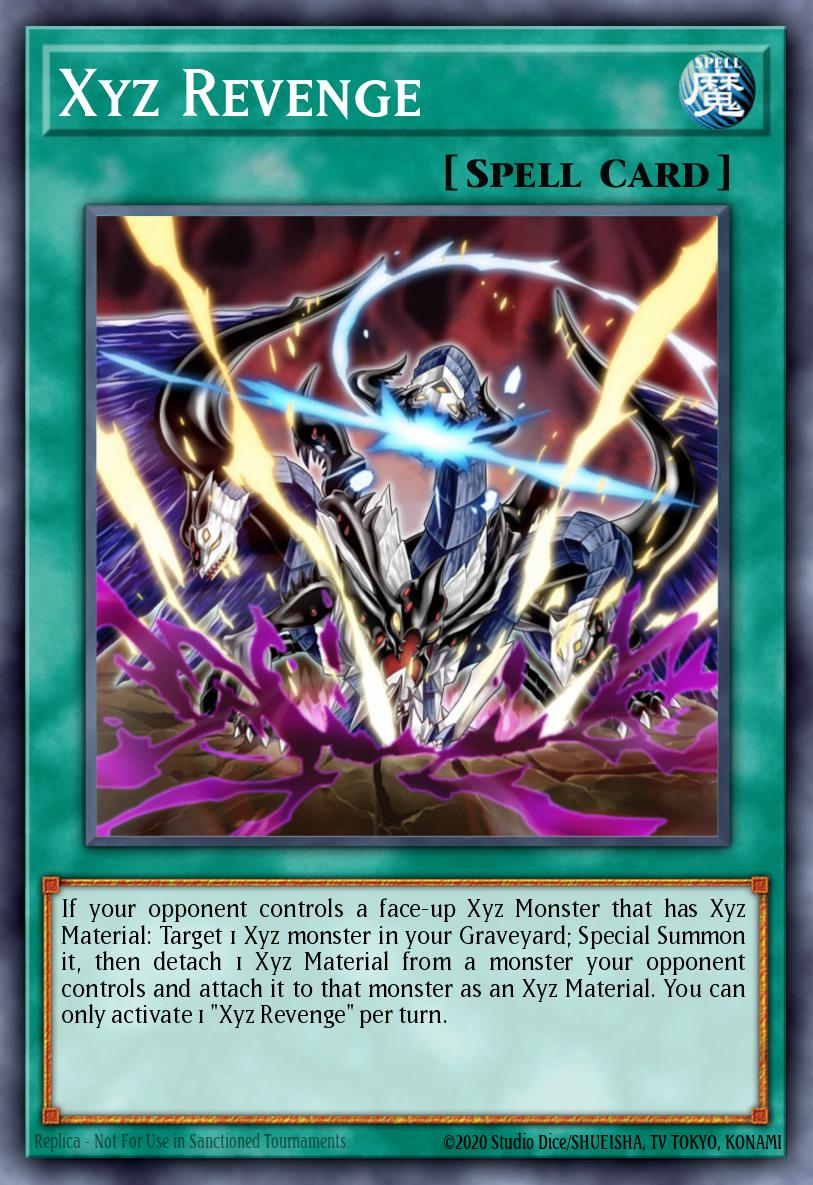 Xyz Revenge
SPELL
魔
[ Spell Card ]
If your opponent controls a face-up Xyz Monster that has Xyz
Material: Target 1 Xyz monster in your Graveyard; Special Summon
it, then detach 1 Xyz Material from a monster your opponent
controls and attach it to that monster as an Xyz Material. You can
only activate 1 "Xyz Revenge" per turn.
Replica - Not For Use in Sanctioned Tournaments.
©2020 Studio Dice/SHUEISHA, TV TOKYO, KONAMI